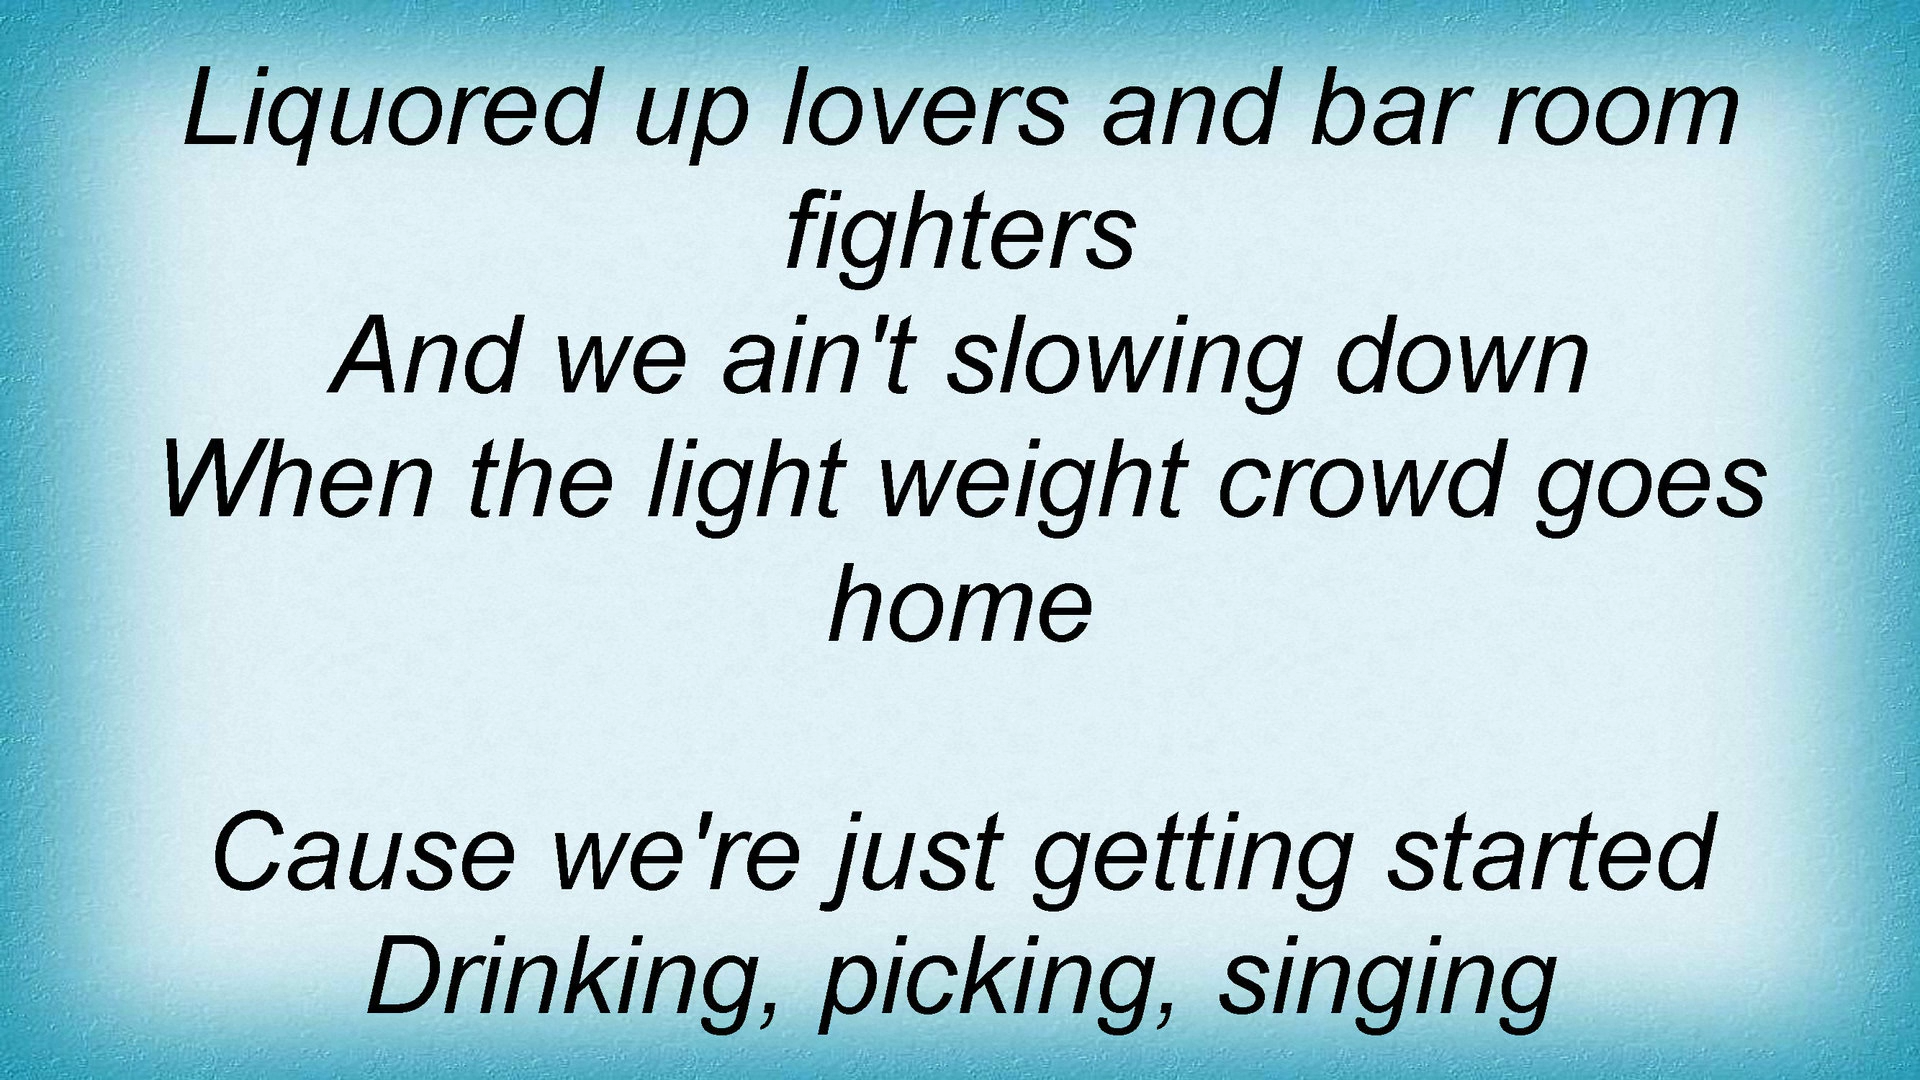 Liquored up lovers and bar room
fighters
And we ain't slowing down
When the light weight crowd goes
home
Cause we're just getting started
Drinking, picking, singing